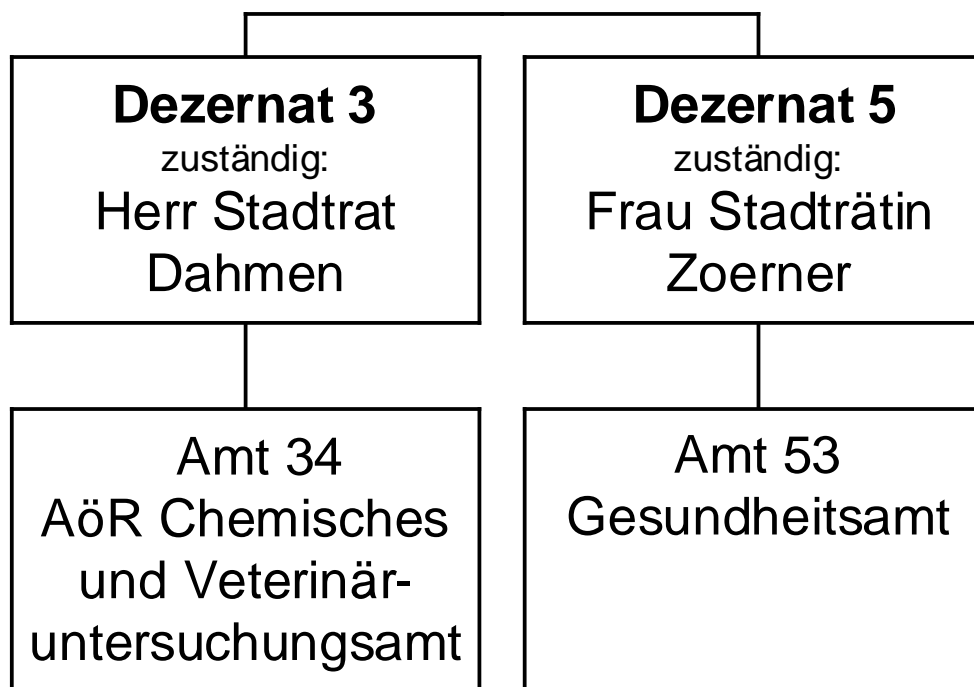 Dezernat 3
zuständig:
Herr Stadtrat
Dahmen
Dezernat 5
zuständig:
Frau Stadträtin
Zoerner
Amt 34
AöR Chemisches
und Veterinär-
untersuchungsamt
Amt 53
Gesundheitsamt